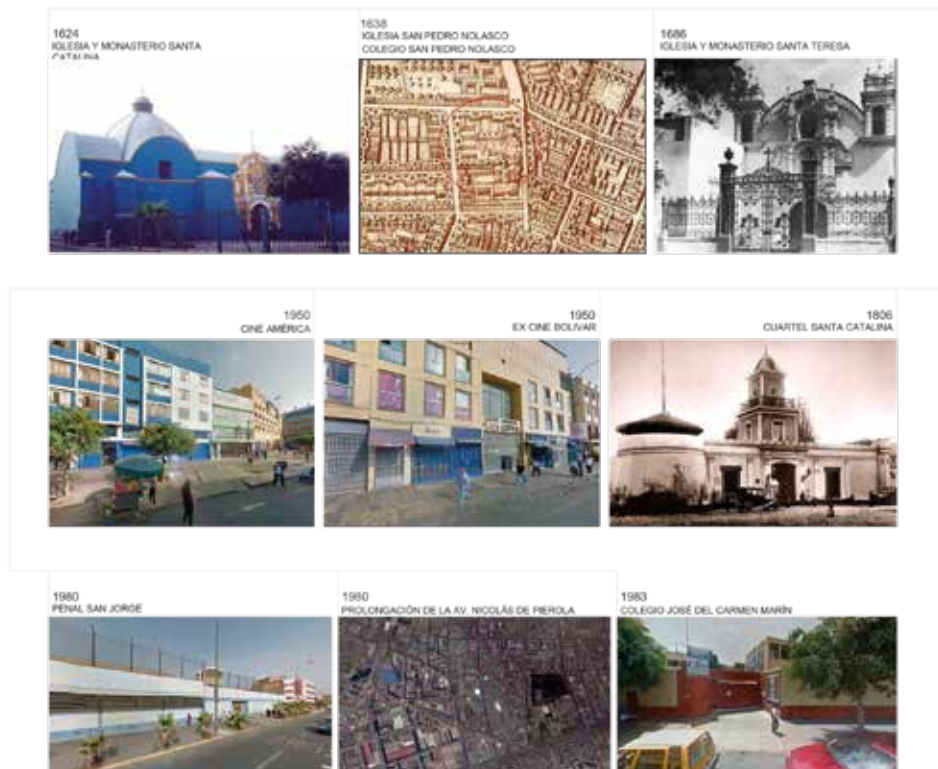 1624
IGLESIA Y MONASTERIO SANTA
CATALINA
1638
IGLESIA SAN PEDRO NOLASCO
COLEGIO SAN PEDRO NOLASCO
1686
IGLESIA Y MONASTERIO SANTA TERESA
1950
CINE AMÉRICA
1950
EX CINE BOLIVAR
1806
CUARTEL SANTA CATALINA
1980
PENAL SAN JORGE
1980
PROLONGACIÓN DE LA AV. NICOLÁS DE PIEROLA
1983
COLEGIO JOSÉ DEL CARMEN MARÍN